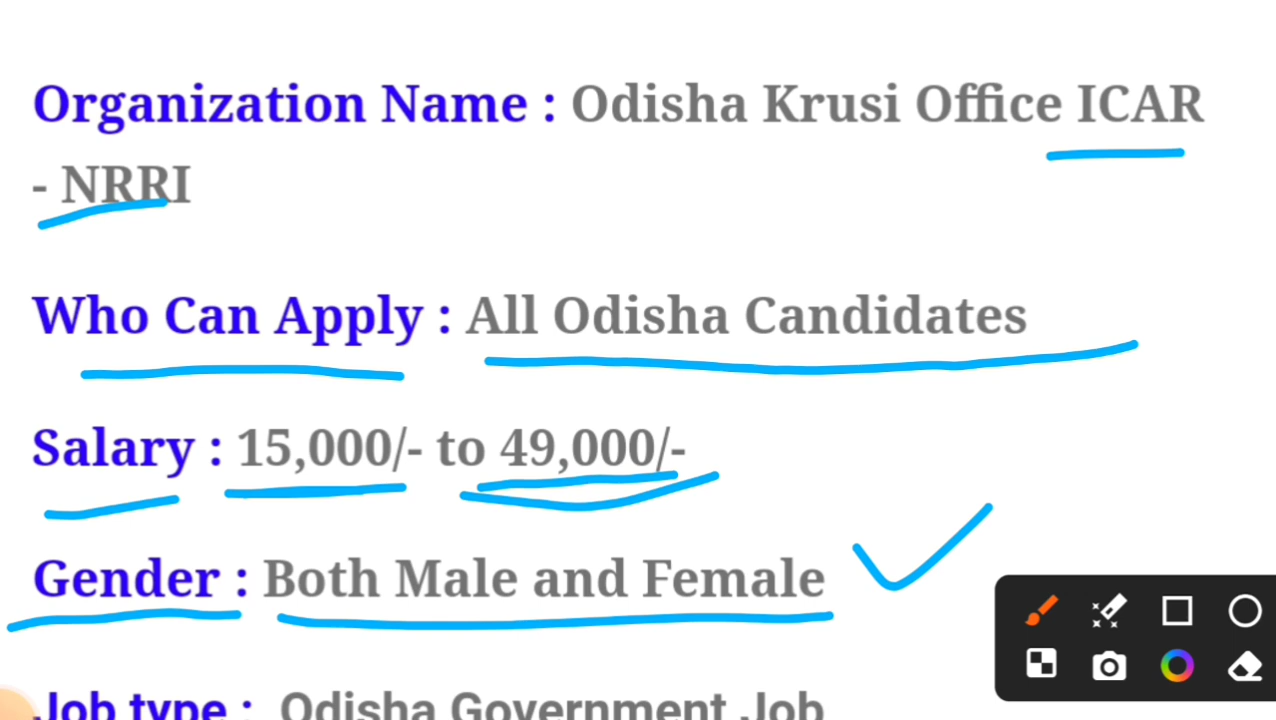 Organization Name : Odisha Krusi Office ICAR
- NRRI
Who Can Apply : All Odisha Candidates
Salary : 15,000/- to 49,000/-
Gender : Both Male and Female
Job type : Odisha Government Job